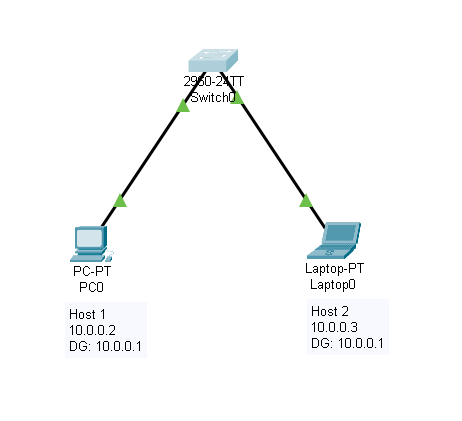 2960-24TT
Switch0
PC-PT
PC0
Laptop-PT
Laptop0
Host 1
10.0.0.2
DG: 10.0.0.1
Host 2
10.0.0.3
DG: 10.0.0.1